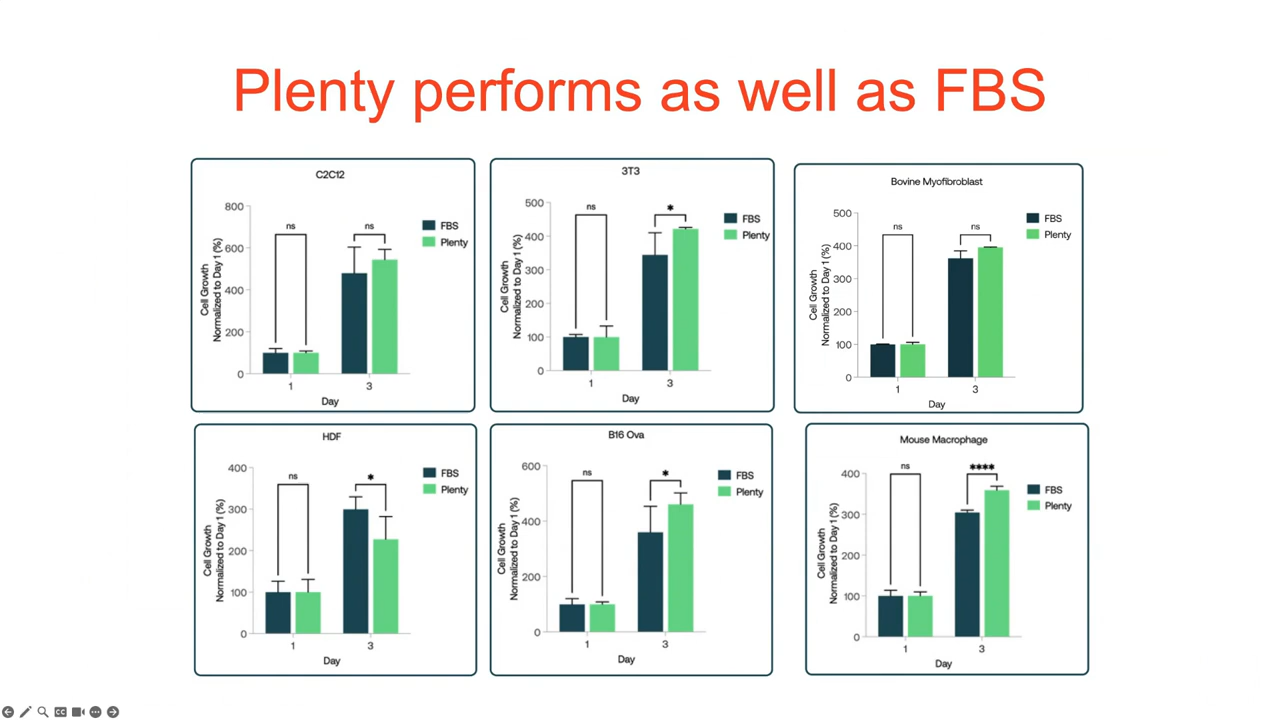 Plenty performs as well as FBS
C2C12
800
600
400
200
0
Cell Growth
Normalized to Day 1 (%)
ns
ns
FBS
Plenty
1
3
Day
3T3
500
400
300
200
100
0
Cell Growth
Normalized to Day 1 (%)
ns
*
FBS
Plenty
1
3
Day
Bovine Myofibroblast
500
400
300
200
100
0
Cell Growth
Normalized to Day 1 (%)
ns
ns
FBS
Plenty
1
3
Day
HDF
400
300
200
100
0
Cell Growth
Normalized to Day 1 (%)
ns
*
FBS
Plenty
1
3
Day
B16 Ova
600
400
200
0
Cell Growth
Normalized to Day 1 (%)
ns
*
FBS
Plenty
1
3
Day
Mouse Macrophage
400
300
200
100
0
Cell Growth
Normalized to Day 1 (%)
ns
****
FBS
Plenty
1
3
Day
CC